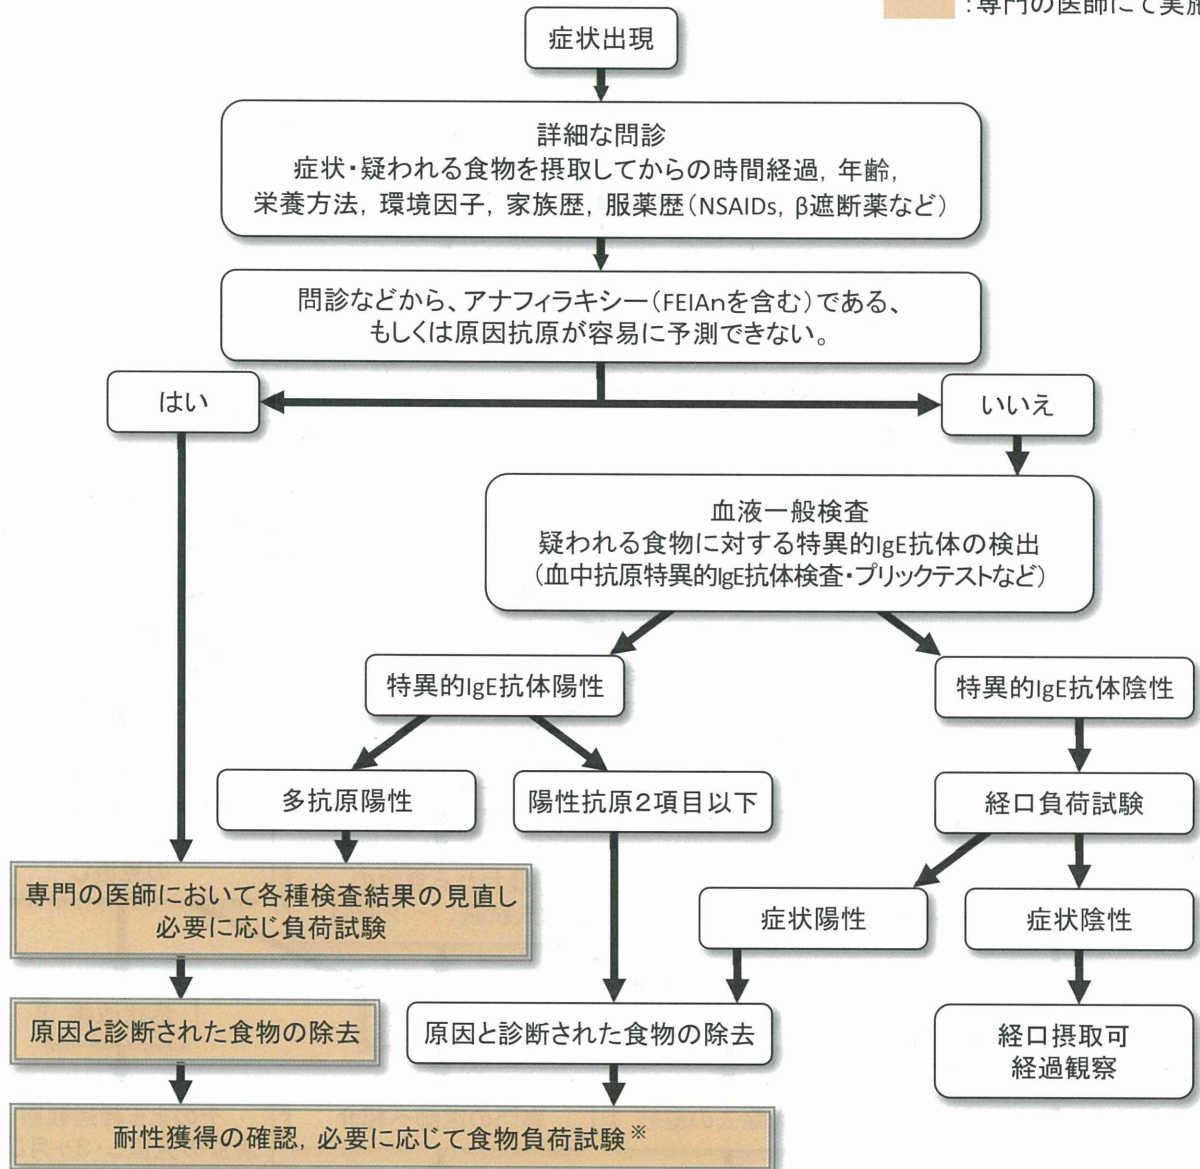 :専門の医師にて実施
症状出現
詳細な問診
症状・疑われる食物を摂取してからの時間経過, 年齢,
栄養方法, 環境因子, 家族歴, 服薬歴(NSAIDs, β遮断薬など)
問診などから、アナフィラキシー(FEIAnを含む)である、
もしくは原因抗原が容易に予測できない。
はい
いいえ
血液一般検査
疑われる食物に対する特異的IgE抗体の検出
(血中抗原特異的IgE抗体検査・プリックテストなど)
特異的IgE抗体陽性
特異的IgE抗体陰性
多抗原陽性
陽性抗原2項目以下
経口負荷試験
専門の医師において各種検査結果の見直し
必要に応じ負荷試験
症状陽性
症状陰性
原因と診断された食物の除去
原因と診断された食物の除去
経口摂取可
経過観察
耐性獲得の確認, 必要に応じて食物負荷試験※